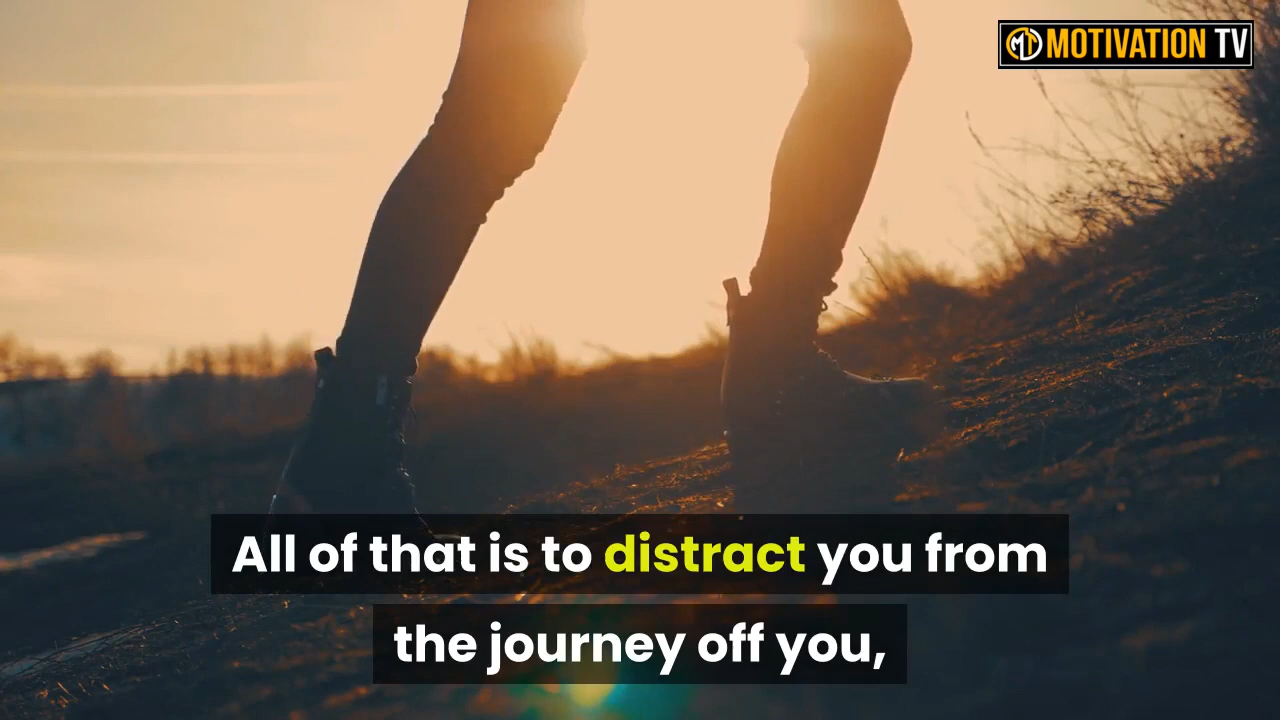 MOTIVATION TV
All of that is to distract you from
the journey off you,